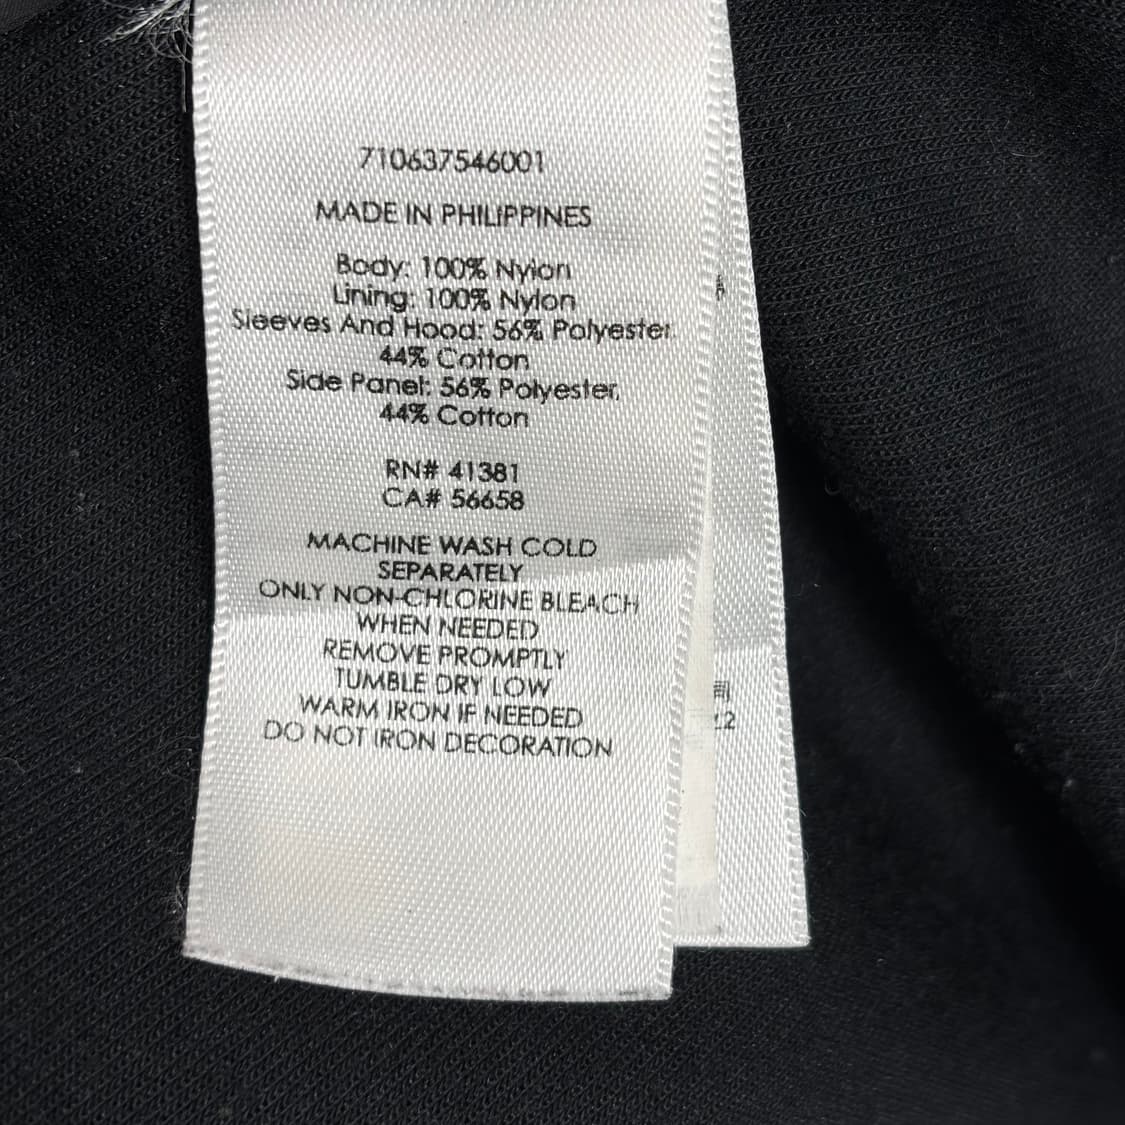 710637546001
MADE IN PHILIPPINES
Body: 100% Nylon
Lining: 100% Nylon
Sleeves And Hood: 56% Polyester
44% Cotton
Side Panel: 56% Polyester,
44% Cotton
RN# 41381
CA# 56658
MACHINE WASH COLD
SEPARATELY
ONLY NON-CHLORINE BLEACH
WHEN NEEDED
REMOVE PROMPTLY
TUMBLE DRY LOW
WARM IRON IF NEEDED
DO NOT IRON DECORATION